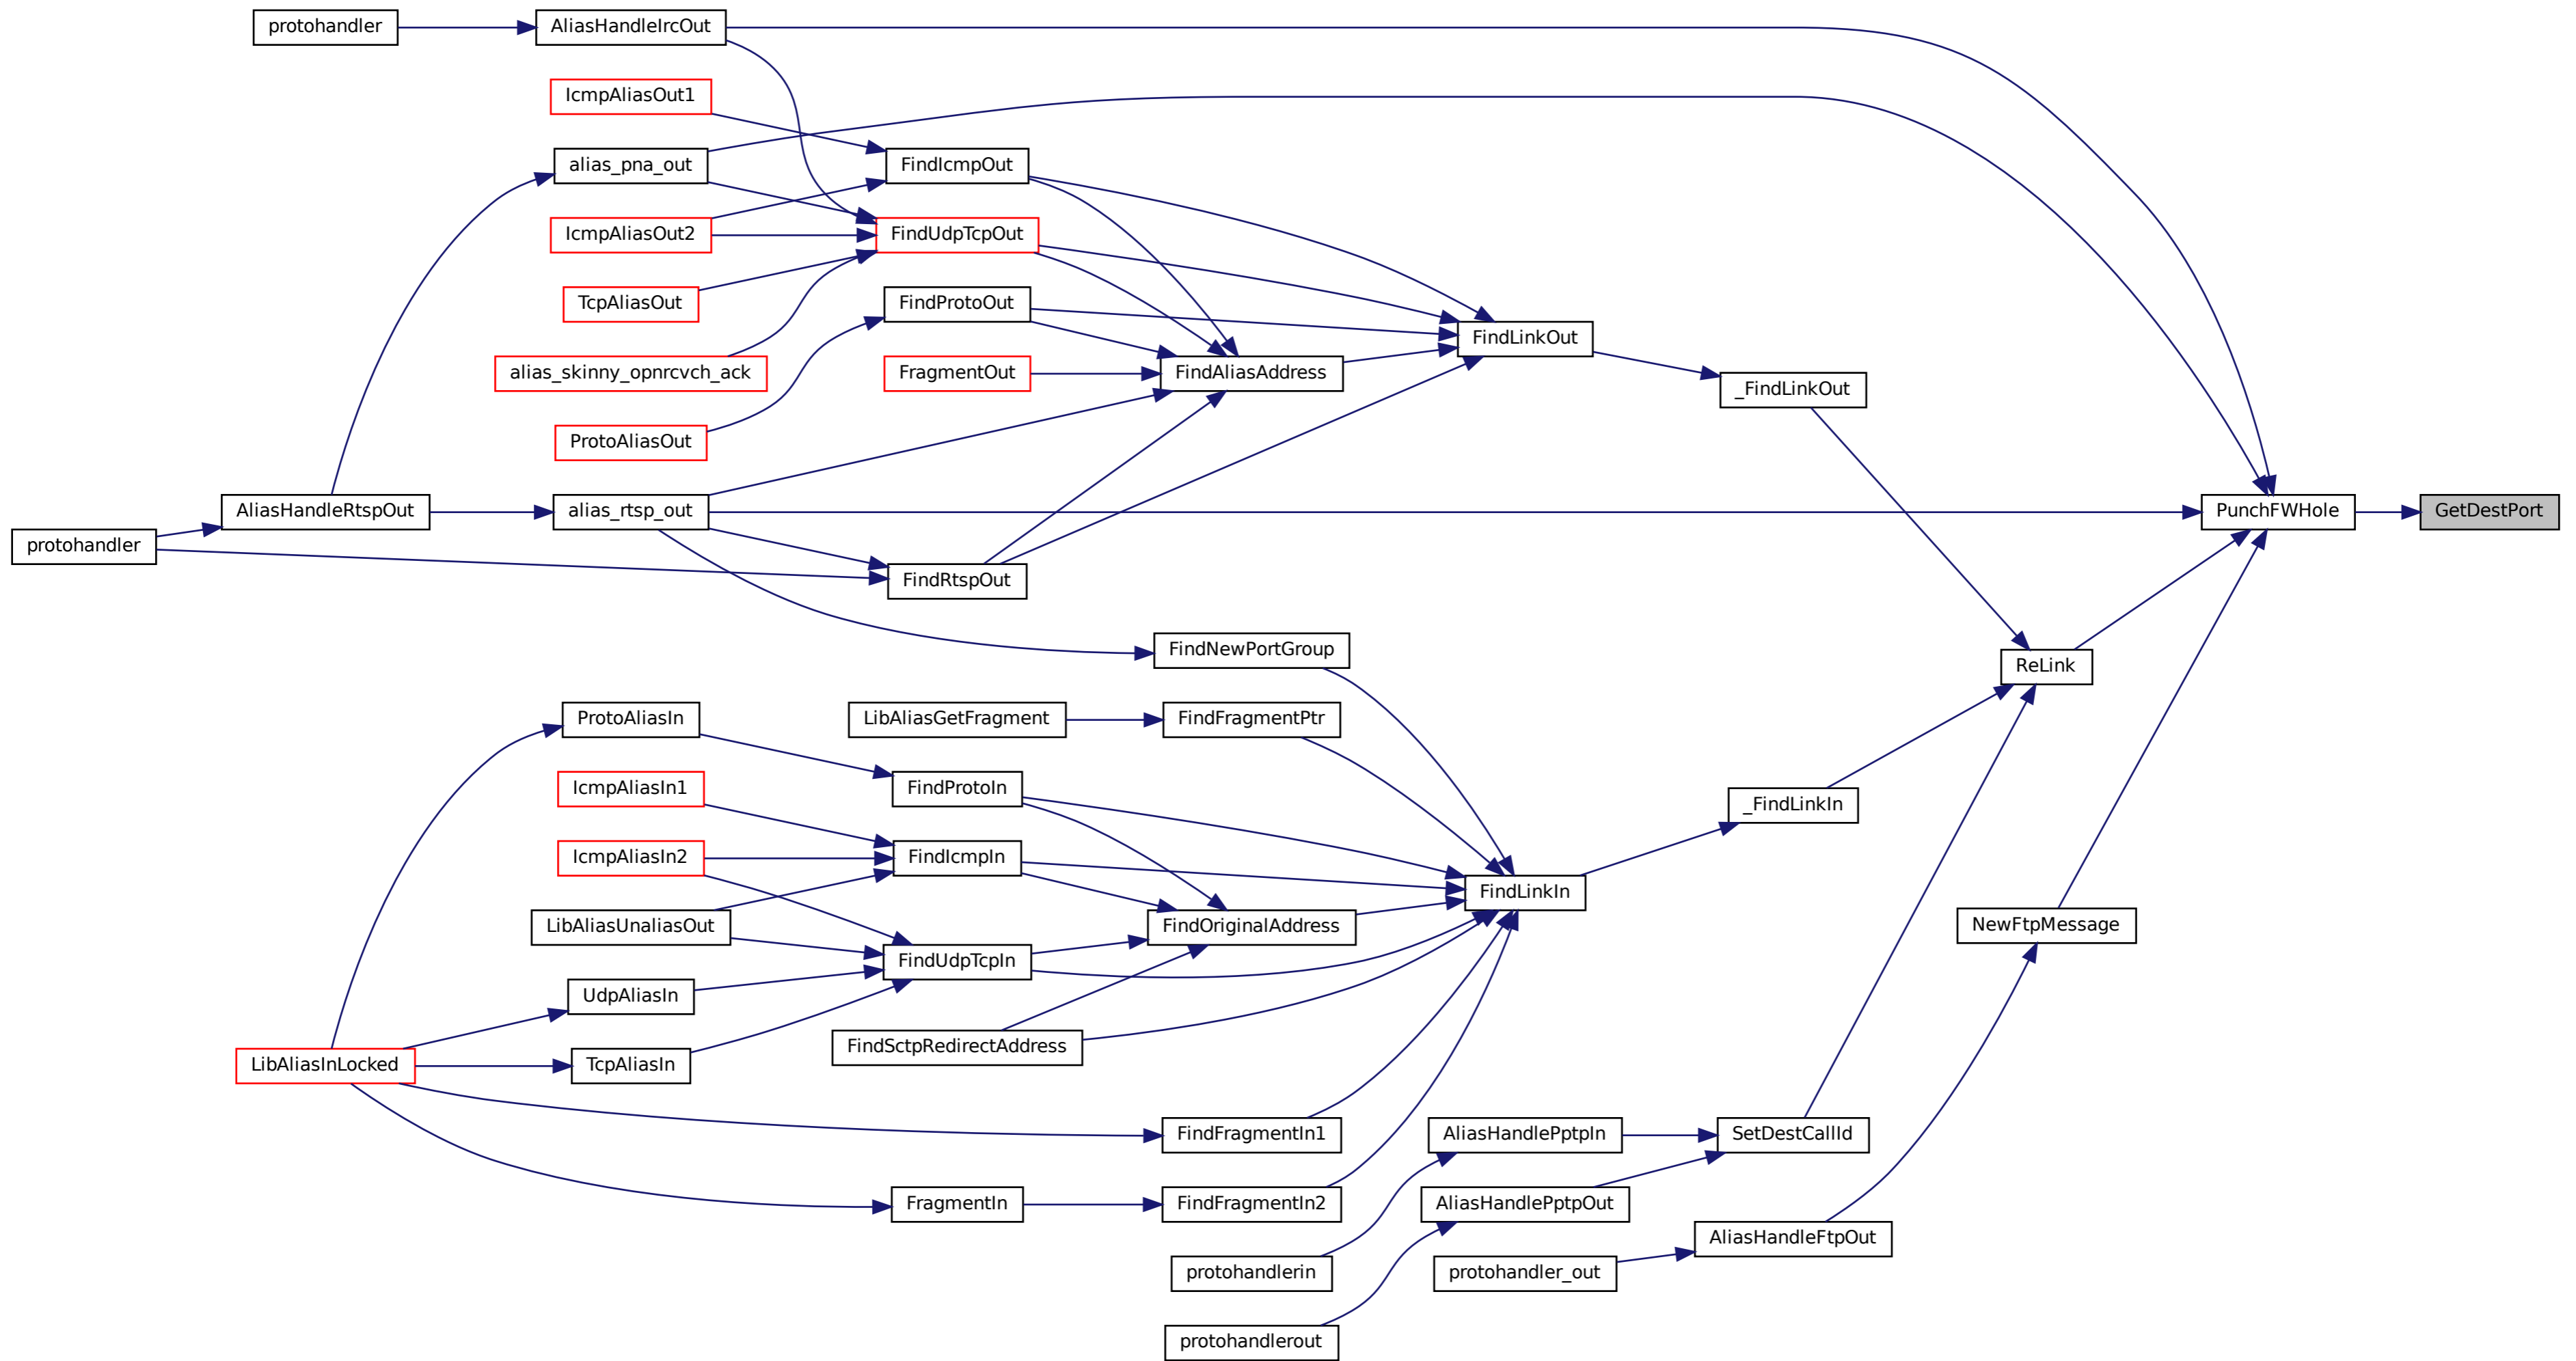 protohandler
AliasHandleIrcOut
IcmpAliasOut1
alias_pna_out
FindIcmpOut
IcmpAliasOut2
FindUdpTcpOut
TcpAliasOut
FindProtoOut
FindLinkOut
alias_skinny_opnrcvch_ack
FragmentOut
FindAliasAddress
_FindLinkOut
ProtoAliasOut
AliasHandleRtspOut
alias_rtsp_out
PunchFWHole
GetDestPort
protohandler
FindRtspOut
FindNewPortGroup
ReLink
ProtoAliasIn
LibAliasGetFragment
FindFragmentPtr
IcmpAliasIn1
FindProtoIn
_FindLinkIn
IcmpAliasIn2
FindIcmpIn
FindLinkIn
LibAliasUnaliasOut
FindOriginalAddress
NewFtpMessage
FindUdpTcpIn
UdpAliasIn
FindSctpRedirectAddress
LibAliasInLocked
TcpAliasIn
FindFragmentIn1
AliasHandlePptpIn
SetDestCallId
FragmentIn
FindFragmentIn2
AliasHandlePptpOut
AliasHandleFtpOut
protohandlerin
protohandler_out
protohandlerout